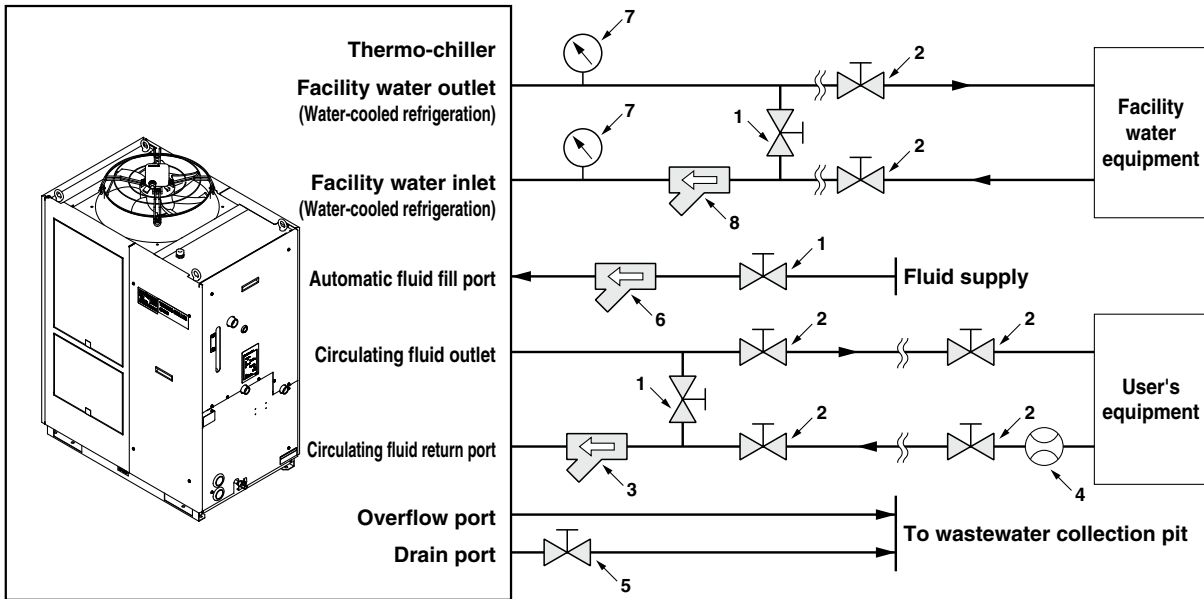 7
Thermo-chiller
2
Facility water outlet
(Water-cooled refrigeration)
7
1
2
Facility
water
equipment
Facility water inlet
(Water-cooled refrigeration)
8
1
Automatic fluid fill port
Fluid supply
6
2
2
Circulating fluid outlet
1
User's
equipment
2
2
Circulating fluid return port
3
4
Overflow port
To wastewater collection pit
Drain port
5